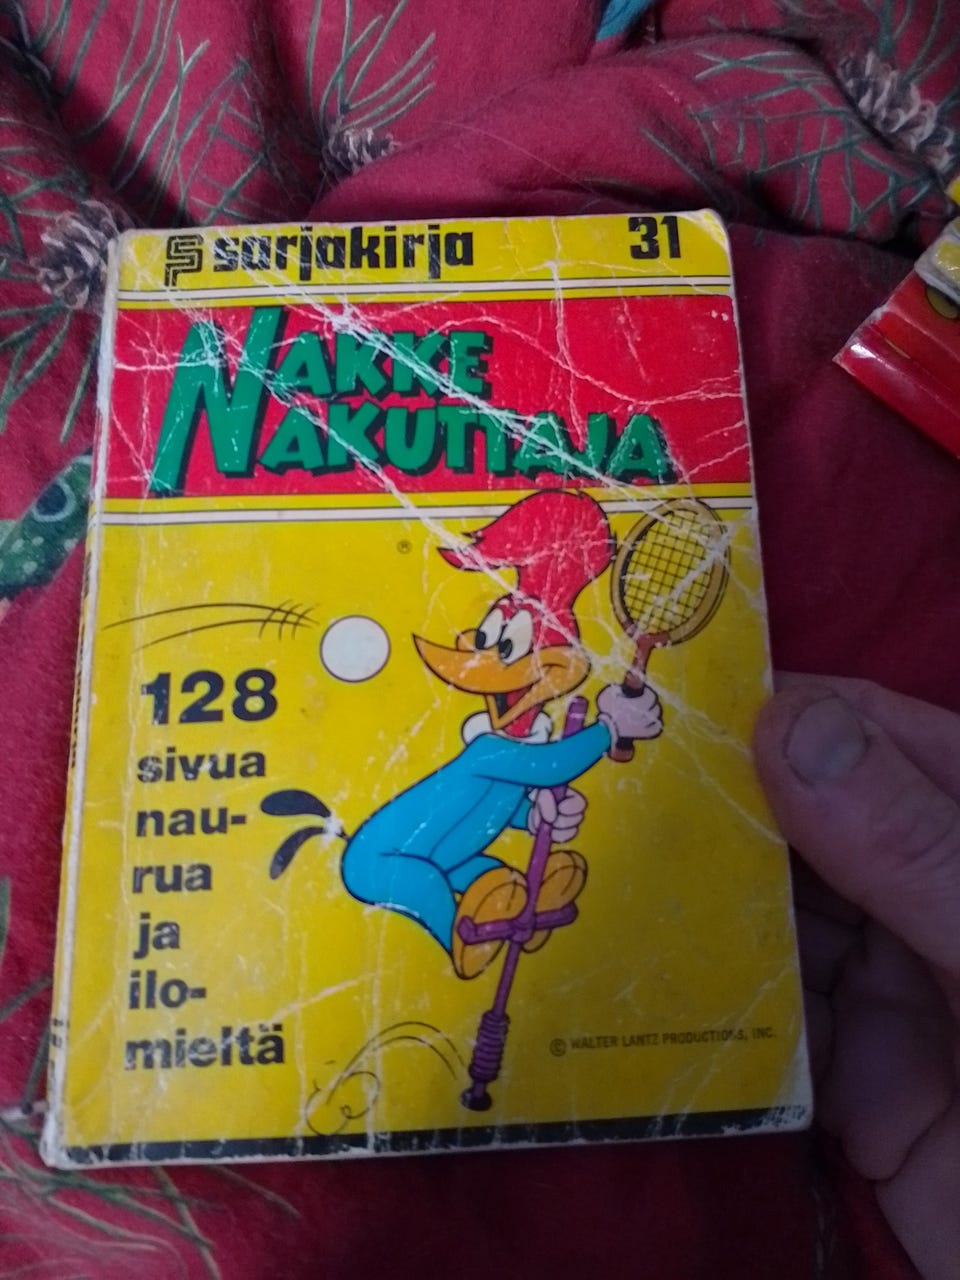 sarjakirja 31
NAKKE
NAKUTTAJA
®
128
sivua
nau-
rua
ja
ilo-
mieltä
© WALTER LANTZ PRODUCTIONS, INC.